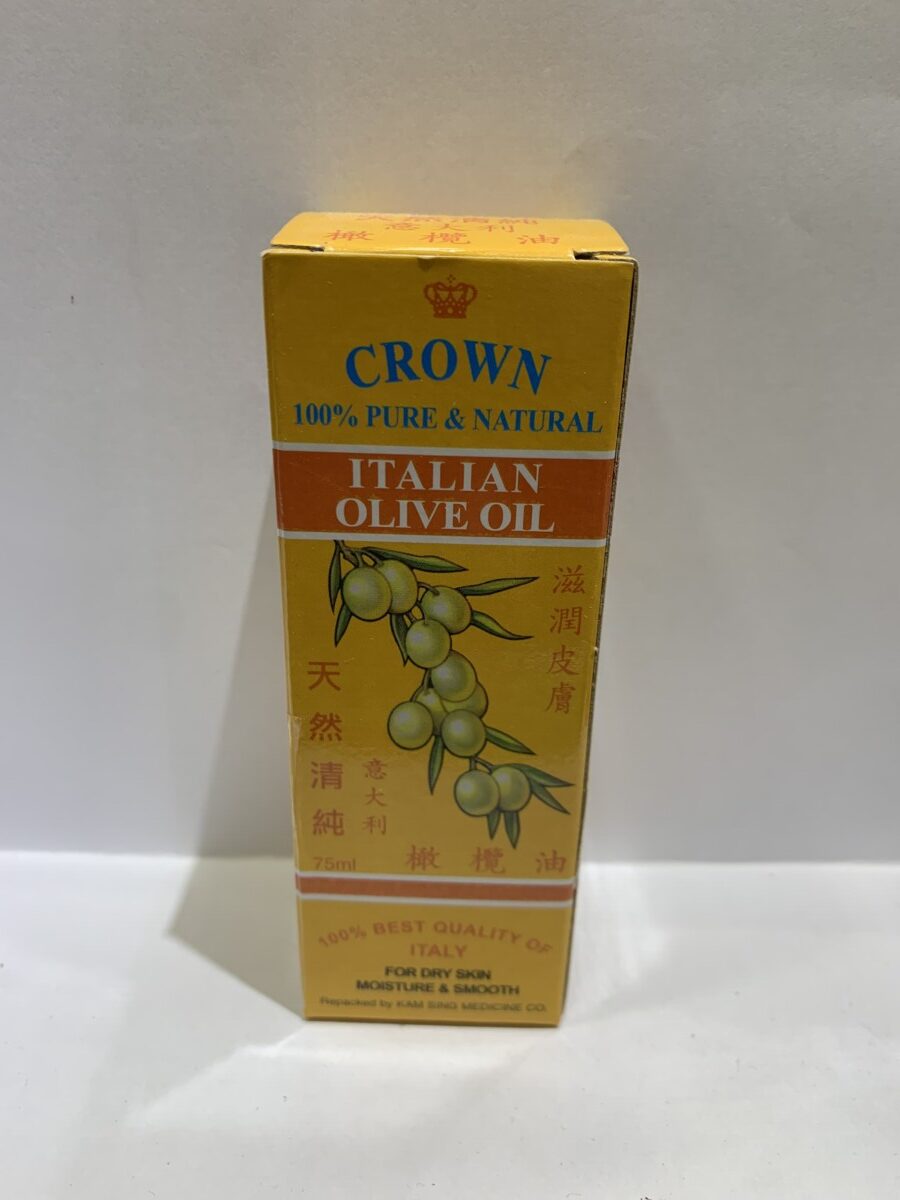 天然清純
意大利
橄欖油
CROWN
100% PURE & NATURAL
ITALIAN
OLIVE OIL
滋潤皮膚
天然清純
意大利
橄欖油
75ml
100% BEST QUALITY OF
ITALY
FOR DRY SKIN
MOISTURE & SMOOTH
Repacked by KAM SING MEDICINE CO.